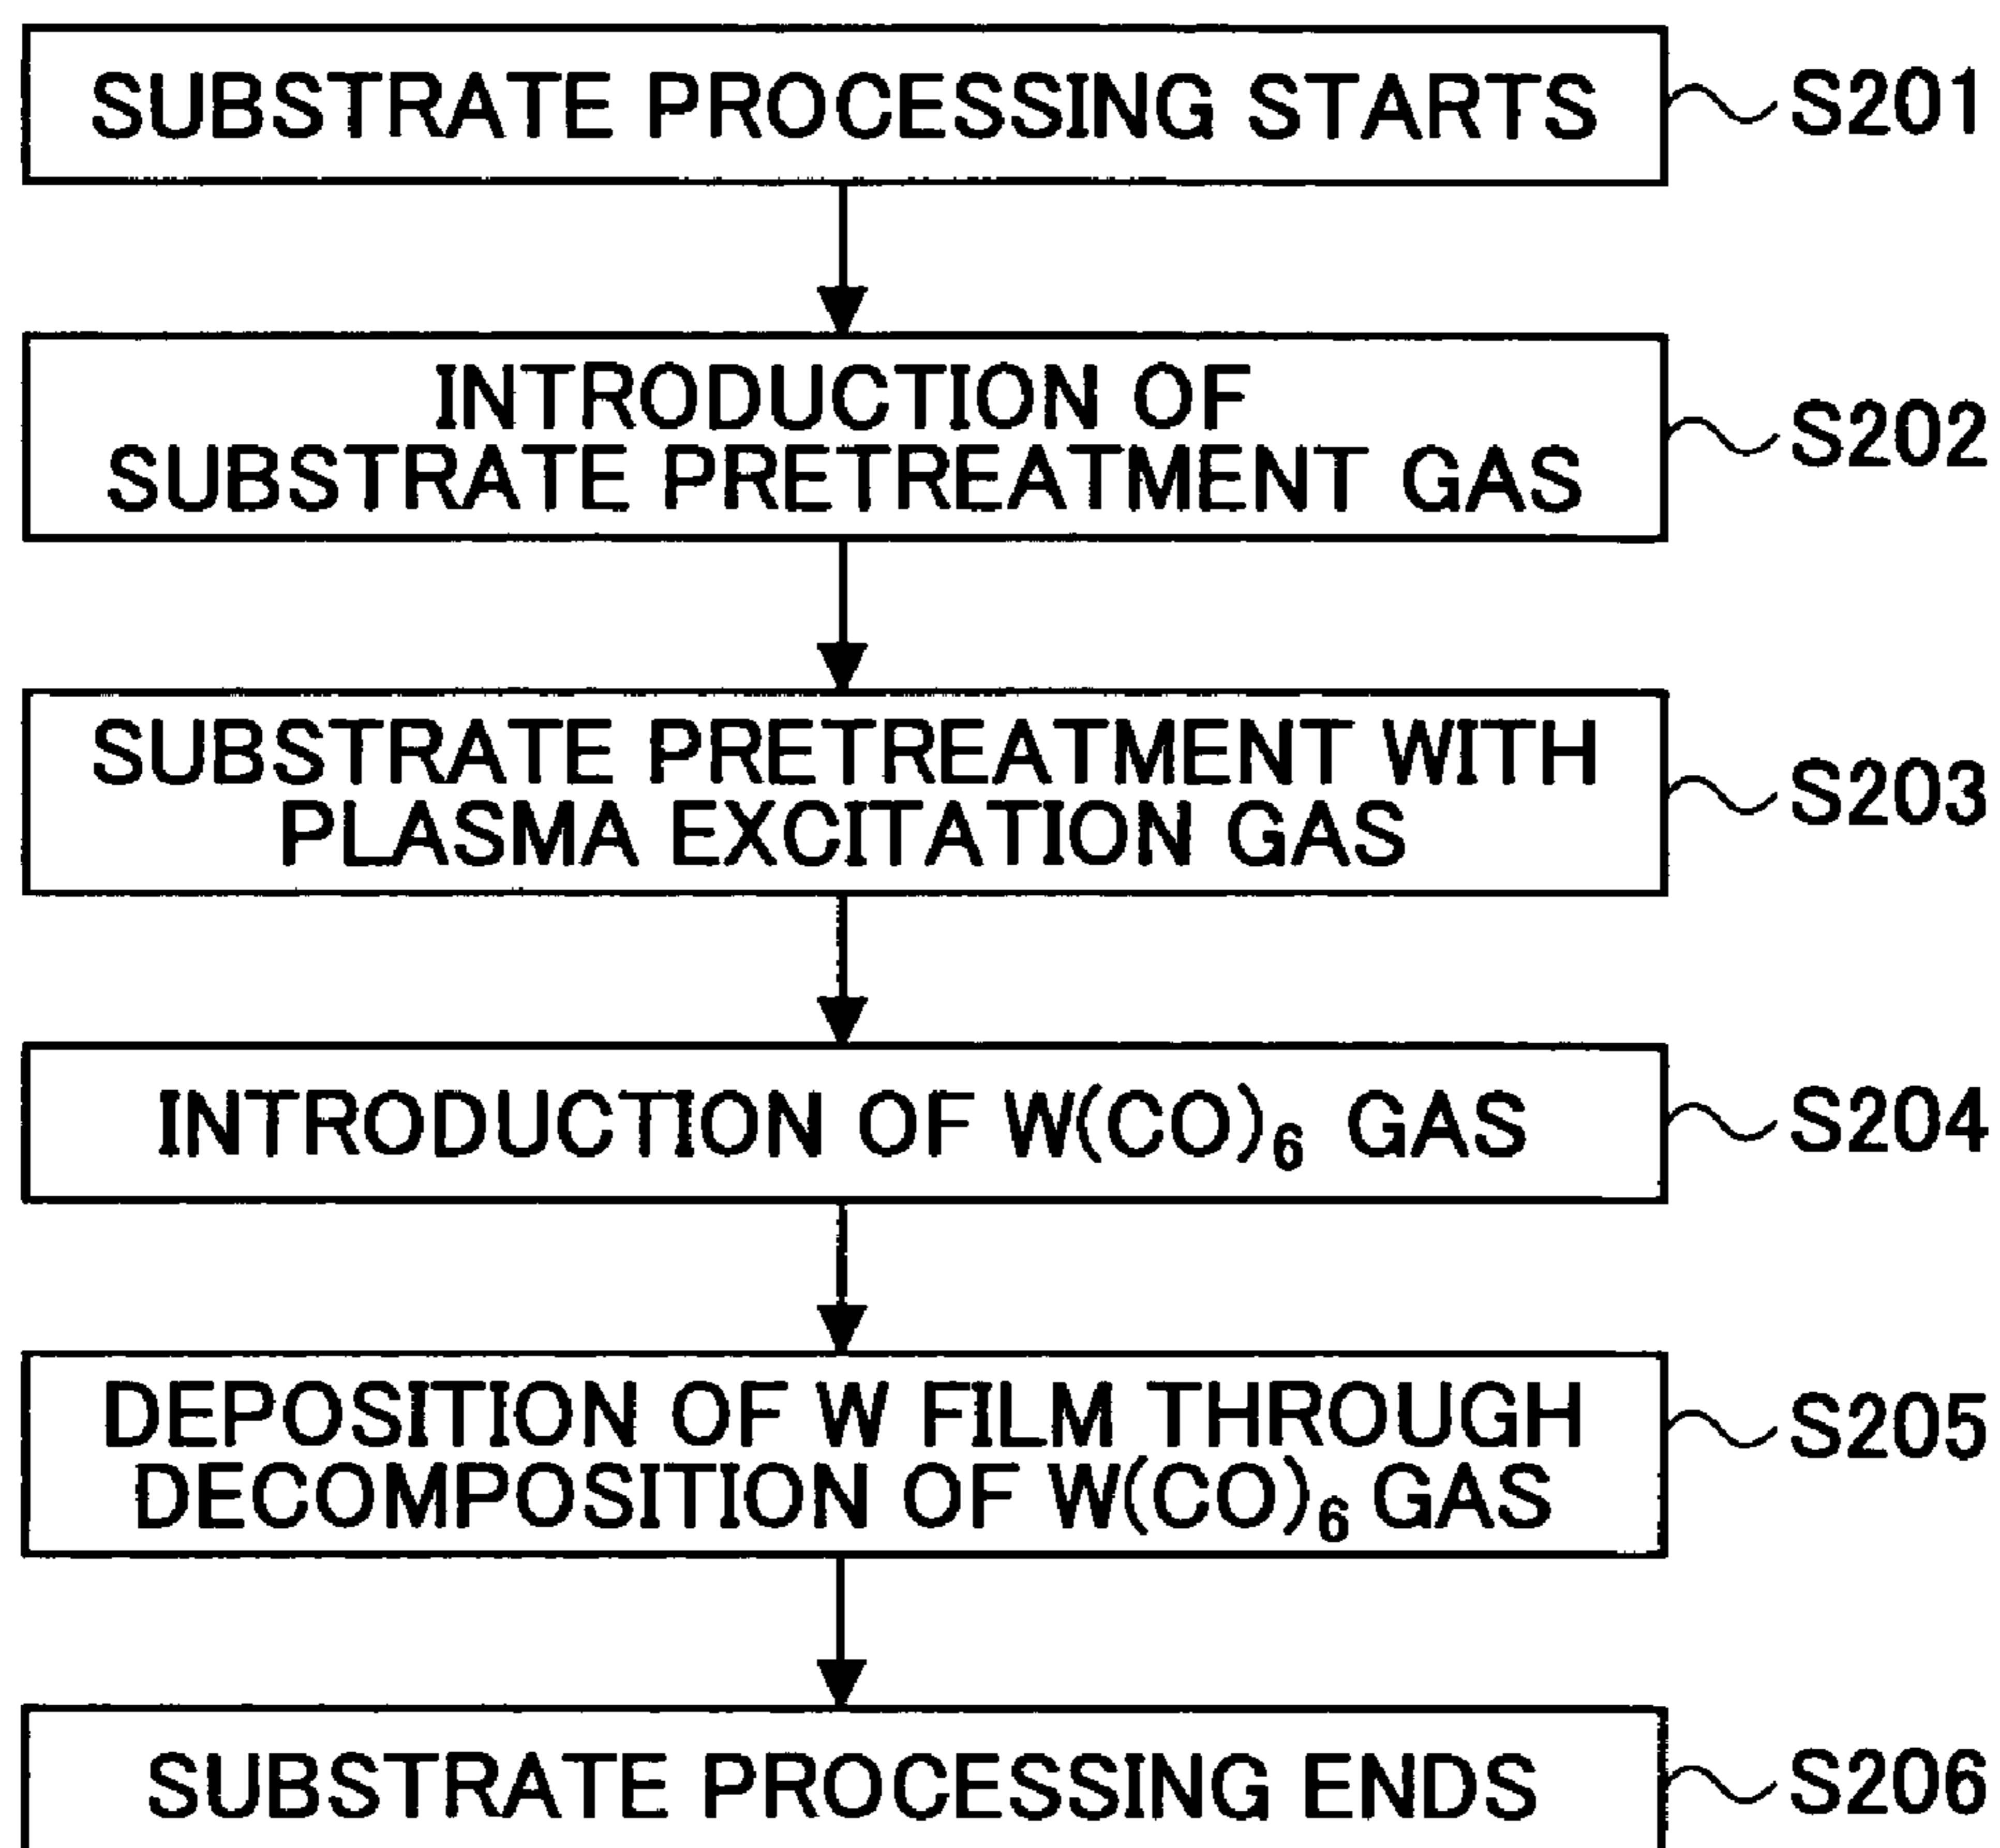 SUBSTRATE PROCESSING STARTS
S201
INTRODUCTION OF
SUBSTRATE PRETREATMENT GAS
S202
SUBSTRATE PRETREATMENT WITH
PLASMA EXCITATION GAS
S203
INTRODUCTION OF W(CO)₆ GAS
S204
DEPOSITION OF W FILM THROUGH
DECOMPOSITION OF W(CO)₆ GAS
S205
SUBSTRATE PROCESSING ENDS
S206